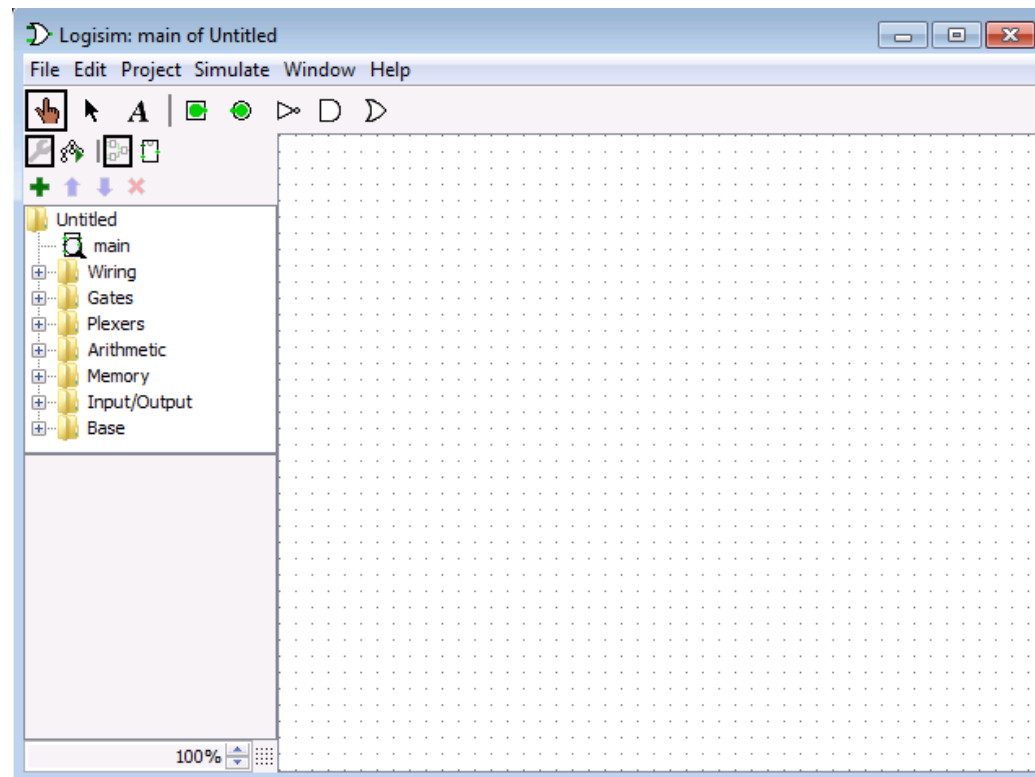 Logisim: main of Untitled
File Edit Project Simulate Window Help
A
Untitled
main
Wiring
Gates
Plexers
Arithmetic
Memory
Input/Output
Base
100%